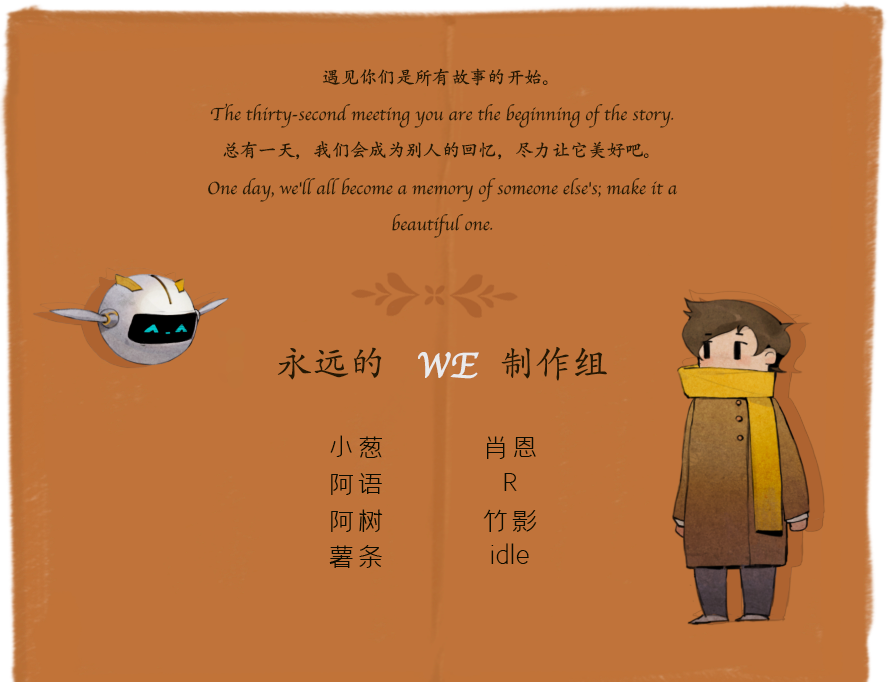 遇见你们是所有故事的开始。
The thirty-second meeting you are the beginning of the story.
总有一天，我们会成为别人的回忆，尽力让它美好吧。
One day, we'll all become a memory of someone else's; make it a
beautiful one.
永远的 WE 制作组
小葱 肖恩
阿语 R
阿树 竹影
薯条 idle